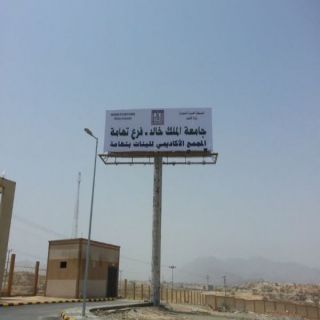 جامعة الملك خالد - فرع تهامة
المجمع الأكاديمي للبنات بتهامة